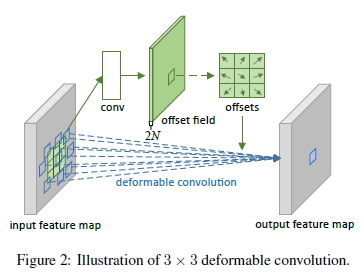 conv
offset field
offsets
2N
deformable convolution
input feature map
output feature map
Figure 2: Illustration of 3 × 3 deformable convolution.